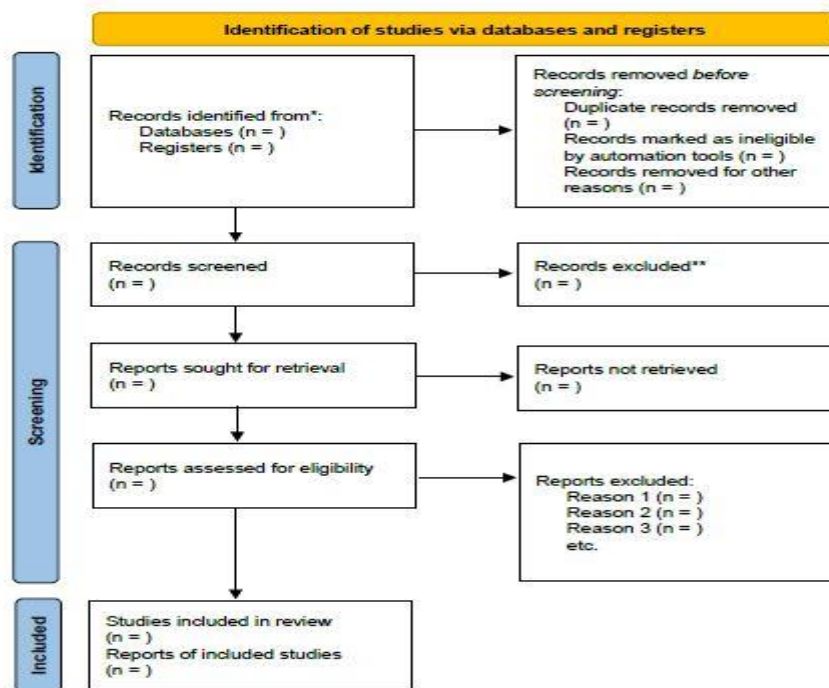 Identification of studies via databases and registers
Identification
Records identified from*:
Databases (n = )
Registers (n = )
Records removed before
screening:
Duplicate records removed
(n = )
Records marked as ineligible
by automation tools (n = )
Records removed for other
reasons (n = )
Screening
Records screened
(n = )
Records excluded**
(n = )
Reports sought for retrieval
(n = )
Reports not retrieved
(n = )
Reports assessed for eligibility
(n = )
Reports excluded:
Reason 1 (n = )
Reason 2 (n = )
Reason 3 (n = )
etc.
Included
Studies included in review
(n = )
Reports of included studies
(n = )